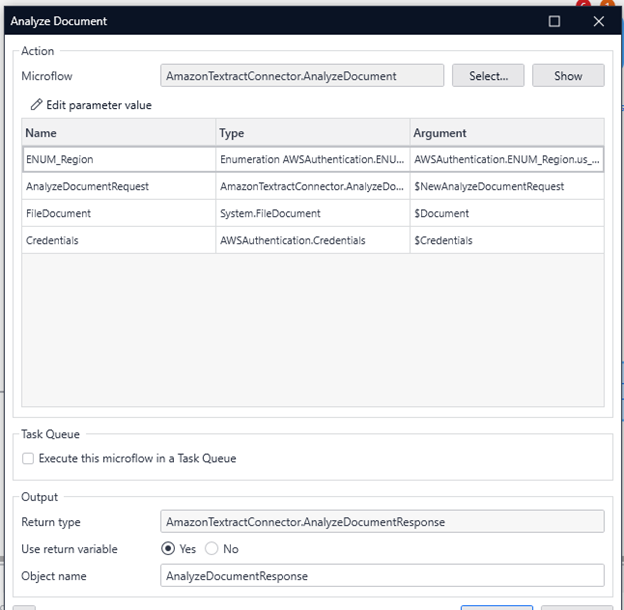 Analyze Document
Action
Microflow AmazonTextractConnector.AnalyzeDocument Select... Show
Edit parameter value
Name Type Argument
ENUM_Region Enumeration AWSAuthentication.ENU... AWSAuthentication.ENUM_Region.us_...
AnalyzeDocumentRequest AmazonTextractConnector.AnalyzeDo... $NewAnalyzeDocumentRequest
FileDocument System.FileDocument $Document
Credentials AWSAuthentication.Credentials $Credentials
Task Queue
Execute this microflow in a Task Queue
Output
Return type AmazonTextractConnector.AnalyzeDocumentResponse
Use return variable Yes No
Object name AnalyzeDocumentResponse